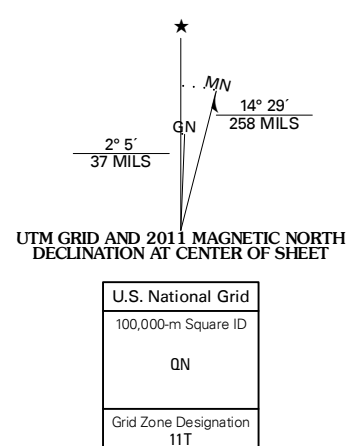 ★
MN
14° 29´
258 MILS
GN
2° 5´
37 MILS
UTM GRID AND 2011 MAGNETIC NORTH
DECLINATION AT CENTER OF SHEET
U.S. National Grid
100,000-m Square ID
QN
Grid Zone Designation
11T